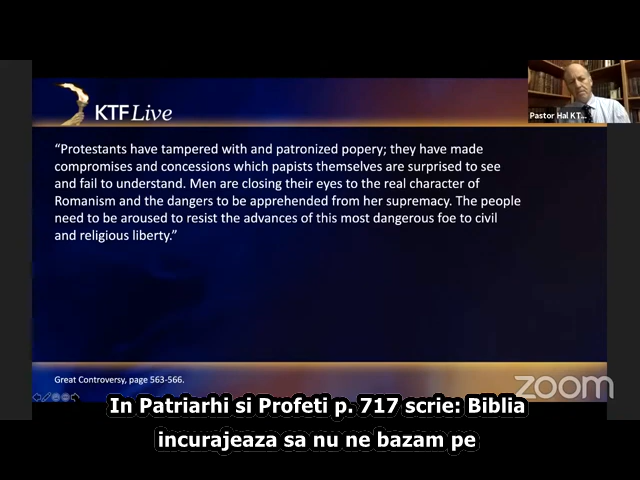 Pastor Hal KT...
KTF Live
“Protestants have tampered with and patronized popery; they have made
compromises and concessions which papists themselves are surprised to see
and fail to understand. Men are closing their eyes to the real character of
Romanism and the dangers to be apprehended from her supremacy. The people
need to be aroused to resist the advances of this most dangerous foe to civil
and religious liberty.”
Great Controversy, page 563-566.
zoom
In Patriarhi si Profeti p. 717 scrie: Biblia
incurajeaza sa nu ne bazam pe